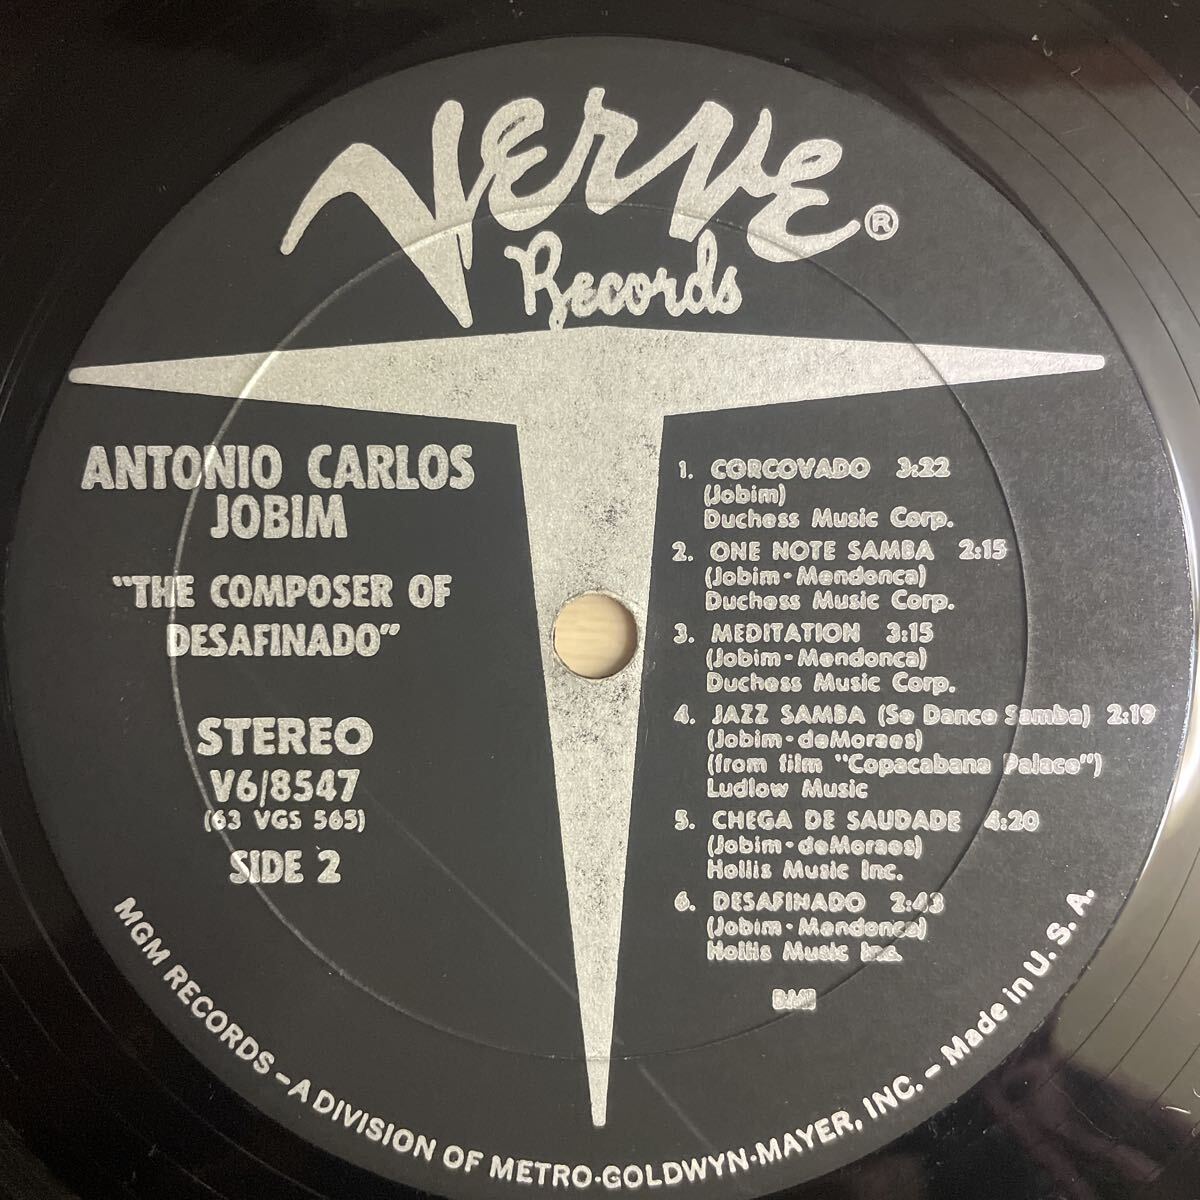 Verve®
Records
ANTONIO CARLOS
JOBIM
"THE COMPOSER OF
DESAFINADO"
STEREO
V6/8547
(63 VGS 565)
SIDE 2
1. CORCOVADO 3:22
(Jobim)
Duchess Music Corp.
2. ONE NOTE SAMBA 2:15
(Jobim-Mendonca)
Duchess Music Corp.
3. MEDITATION 3:15
(Jobim-Mendonca)
Duchess Music Corp.
4. JAZZ SAMBA (So Danco Samba) 2:19
(Jobim-deMoraes)
(from film "Copacabana Palace")
Ludlow Music
5. CHEGA DE SAUDADE 4:20
(Jobim-deMoraes)
Hollis Music Inc.
6. DESAFINADO 2:43
(Jobim-Mendonca)
Hollis Music Inc.
BMI
MGM RECORDS – A DIVISION OF METRO-GOLDWYN-MAYER, INC. – Made in U. S. A.